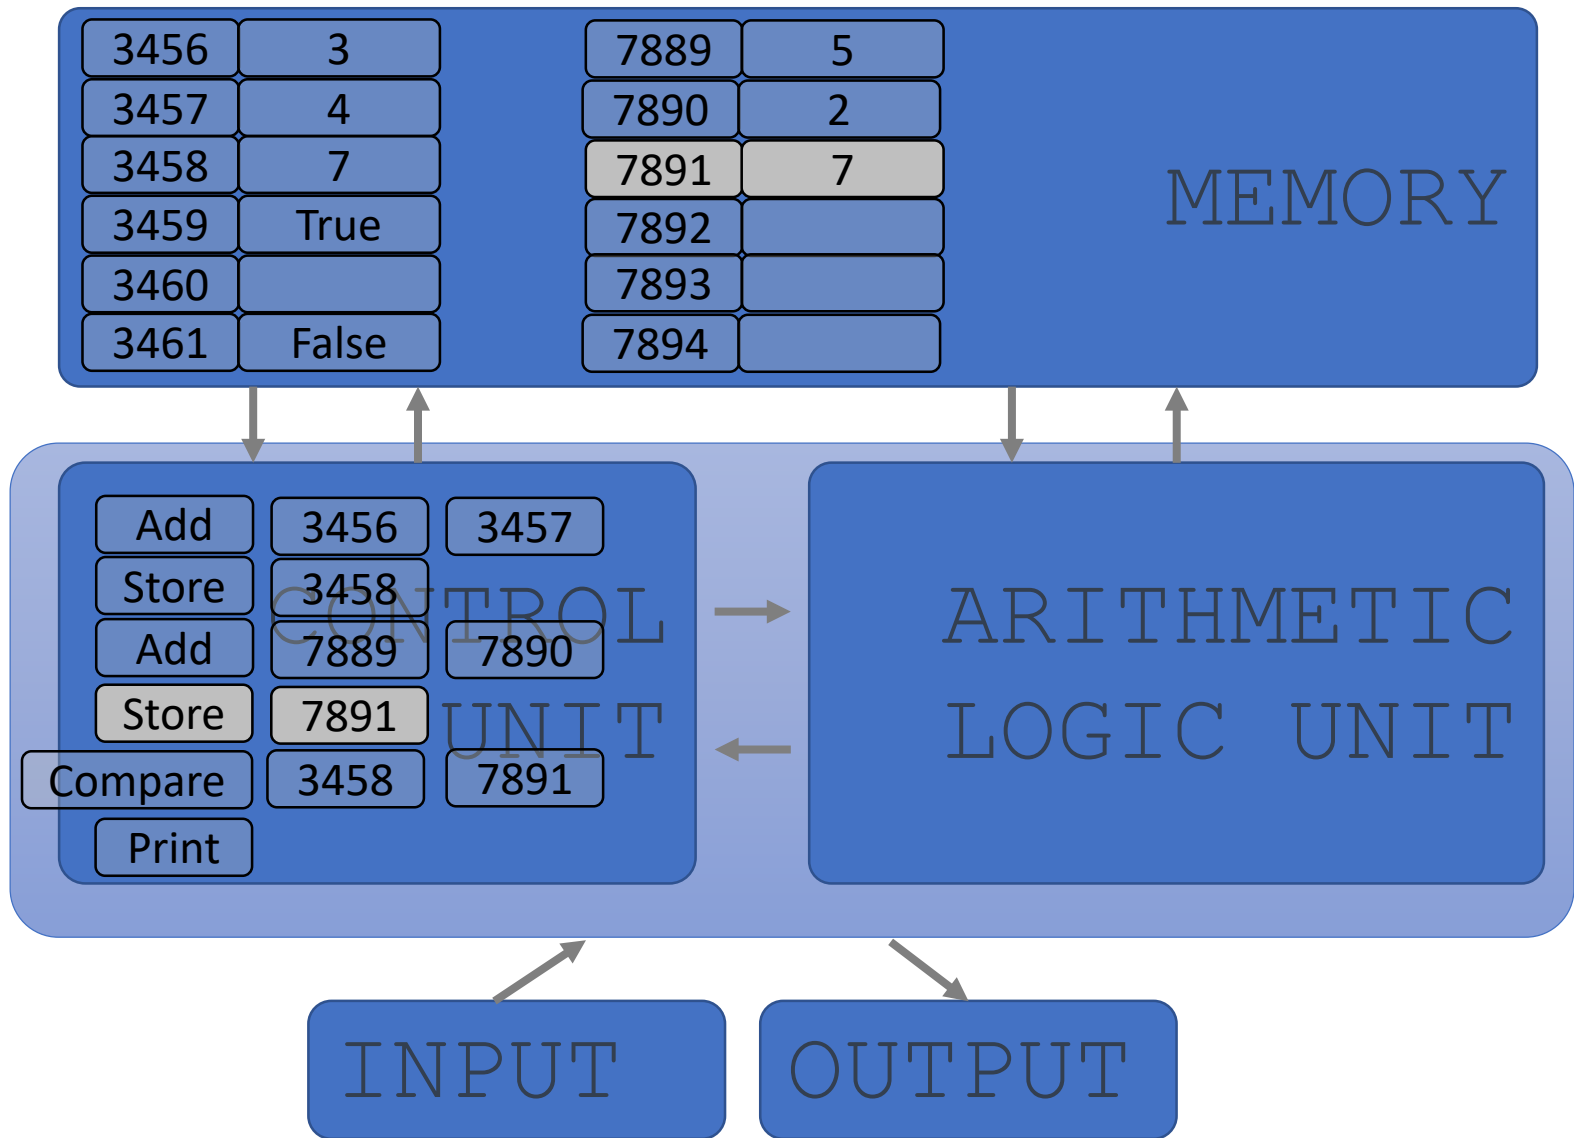 3456 3 7889 5
3457 4 7890 2
3458 7 7891 7
3459 True 7892
3460 7893
3461 False 7894
MEMORY
Add 3456 3457
Store 3458
Add 7889 7890
Store 7891
Compare 3458 7891
Print
CONTROL
UNIT
ARITHMETIC
LOGIC UNIT
INPUT
OUTPUT